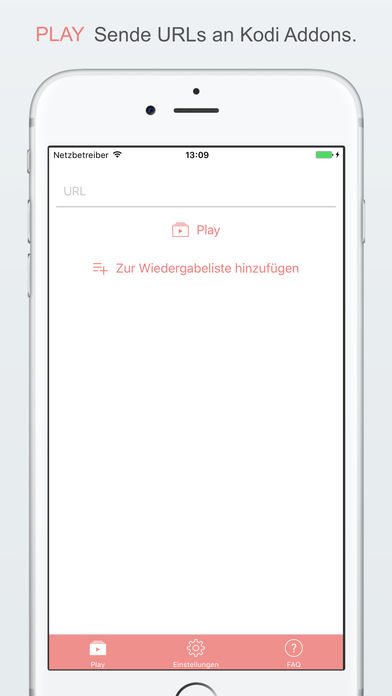 PLAY Sende URLs an Kodi Addons.
Netzbetreiber 13:09
URL
Play
Zur Wiedergabeliste hinzufügen
Play Einstellungen FAQ